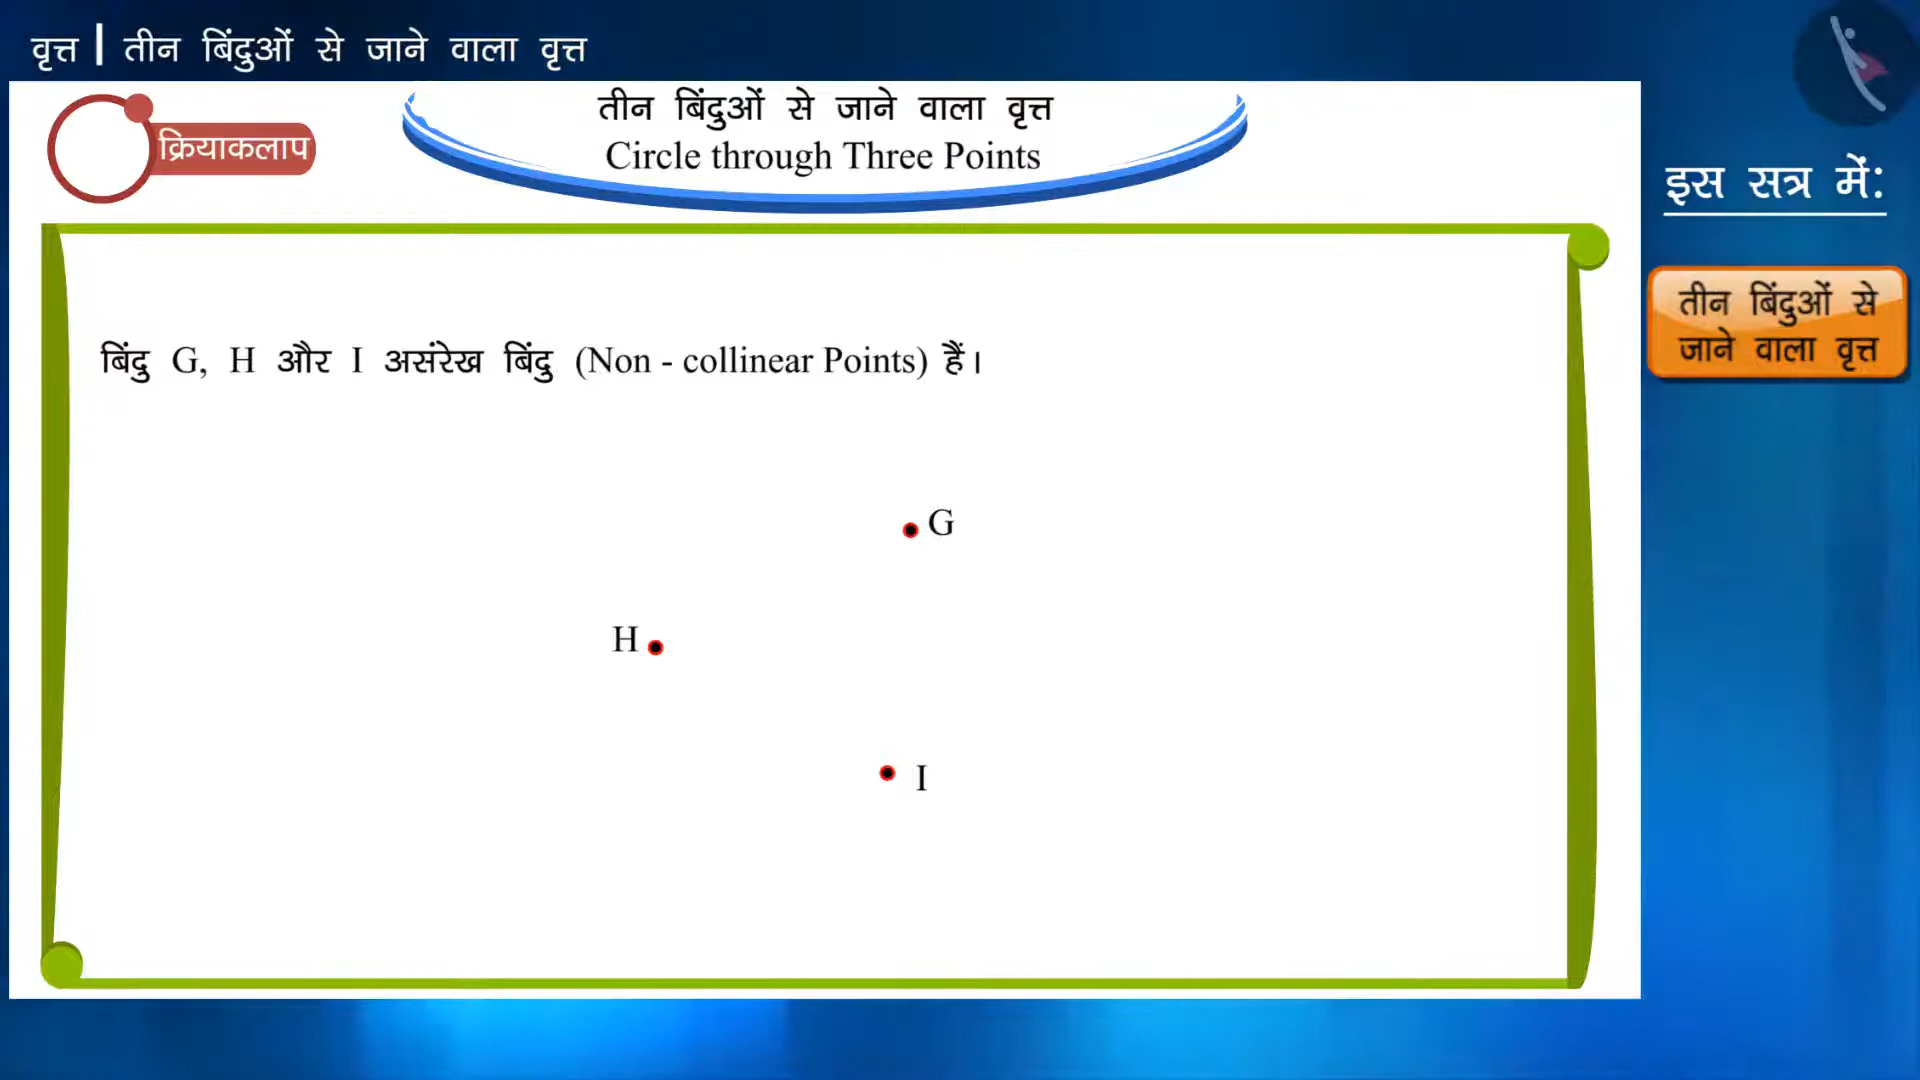 वृत्त | तीन बिंदुओं से जाने वाला वृत्त
क्रियाकलाप
तीन बिंदुओं से जाने वाला वृत्त
Circle through Three Points
इस सत्र में:
तीन बिंदुओं से
जाने वाला वृत्त
बिंदु G, H और I असंरेख बिंदु (Non - collinear Points) हैं।
G
H
I